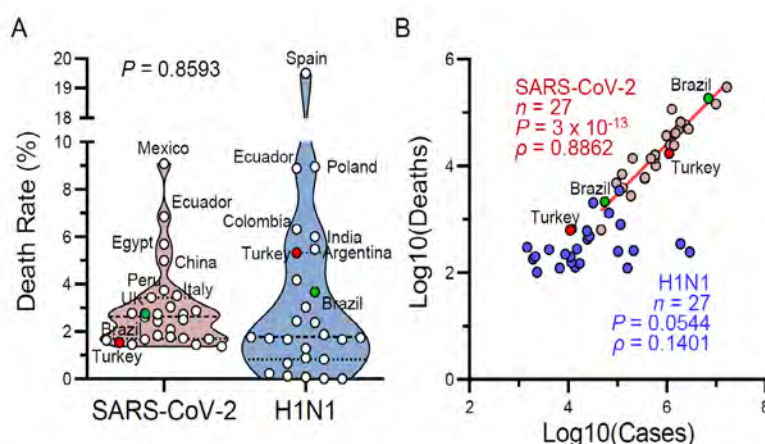 A
P = 0.8593
Death Rate (%)
20
19
18
10
8
6
4
2
0
Spain
Mexico
Ecuador
Egypt
China
Peru
Italy
UK
Brazil
Turkey
Ecuador
Poland
Colombia
India
Turkey
Argentina
Brazil
SARS-CoV-2
H1N1
B
Log10(Deaths)
6
4
2
0
SARS-CoV-2
n = 27
P = 3 x 10⁻¹³
ρ = 0.8862
Brazil
Turkey
Brazil
Turkey
H1N1
n = 27
P = 0.0544
ρ = 0.1401
2
4
6
8
Log10(Cases)